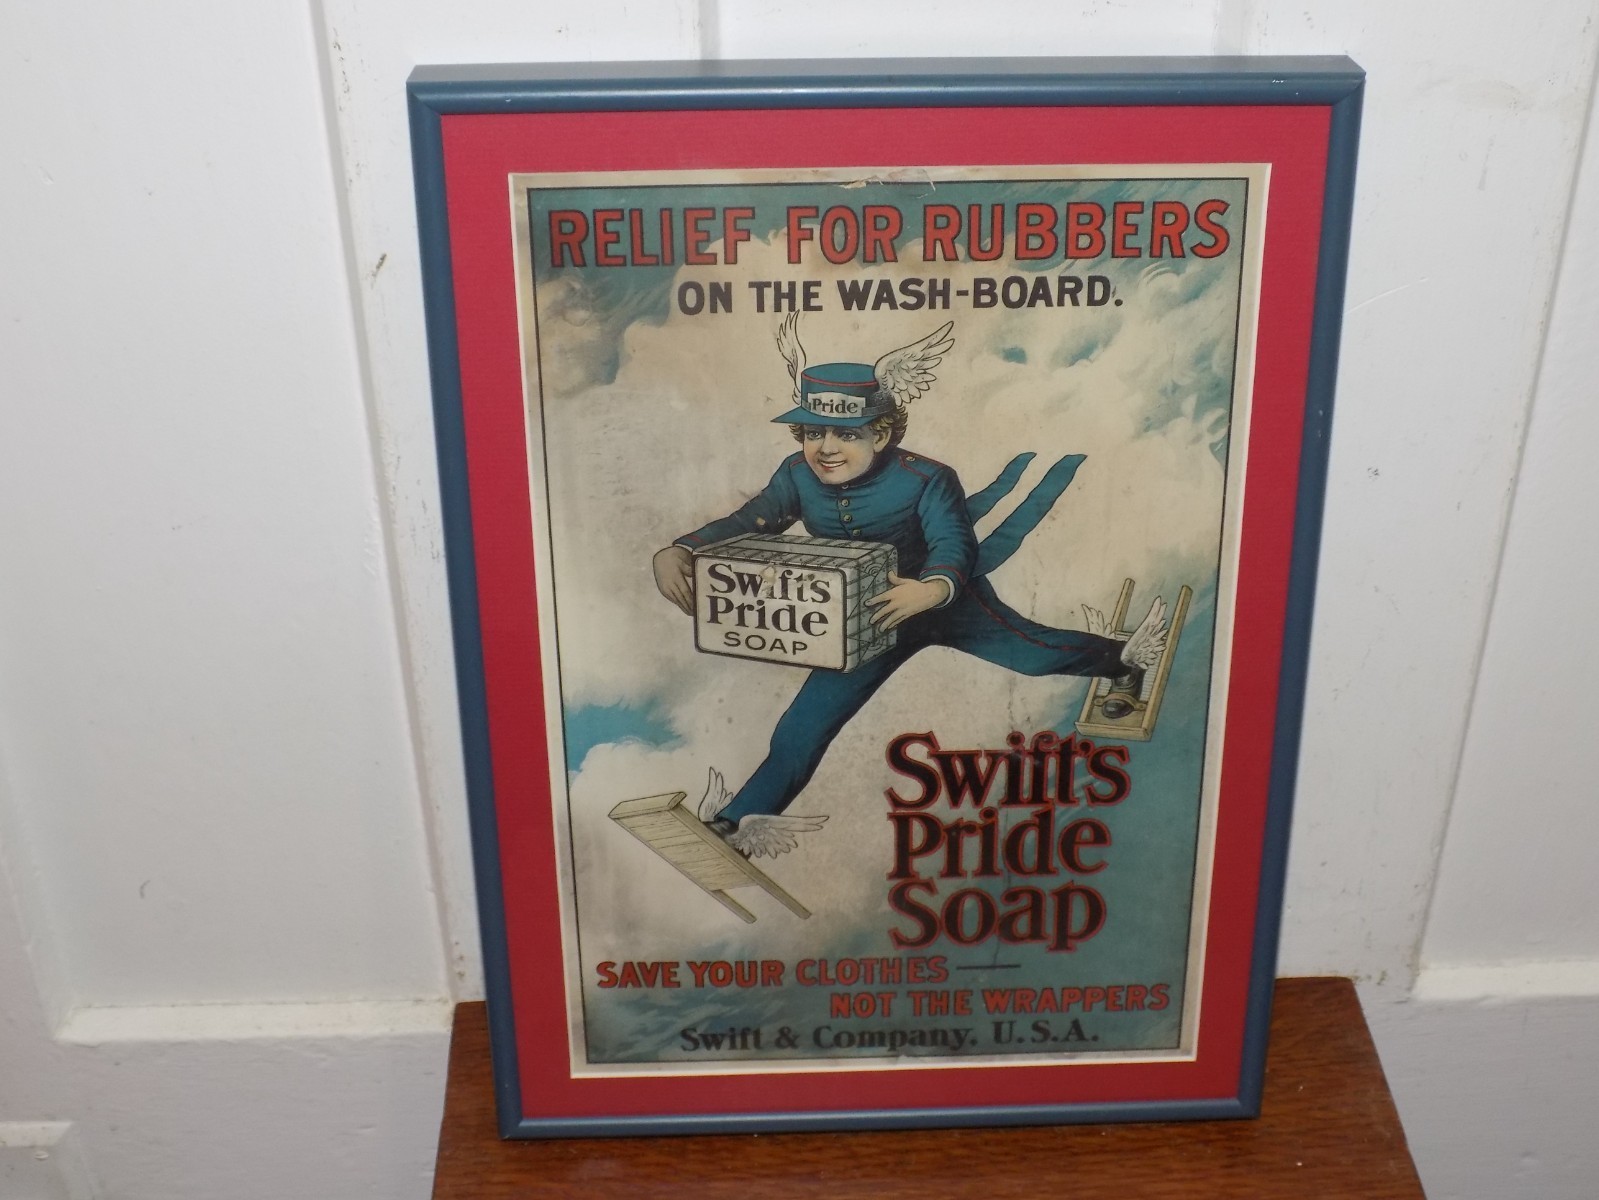 RELIEF FOR RUBBERS
ON THE WASH-BOARD.
Pride
Swift's
Pride
SOAP
Swift's
Pride
Soap
SAVE YOUR CLOTHES —
NOT THE WRAPPERS
Swift & Company. U.S.A.